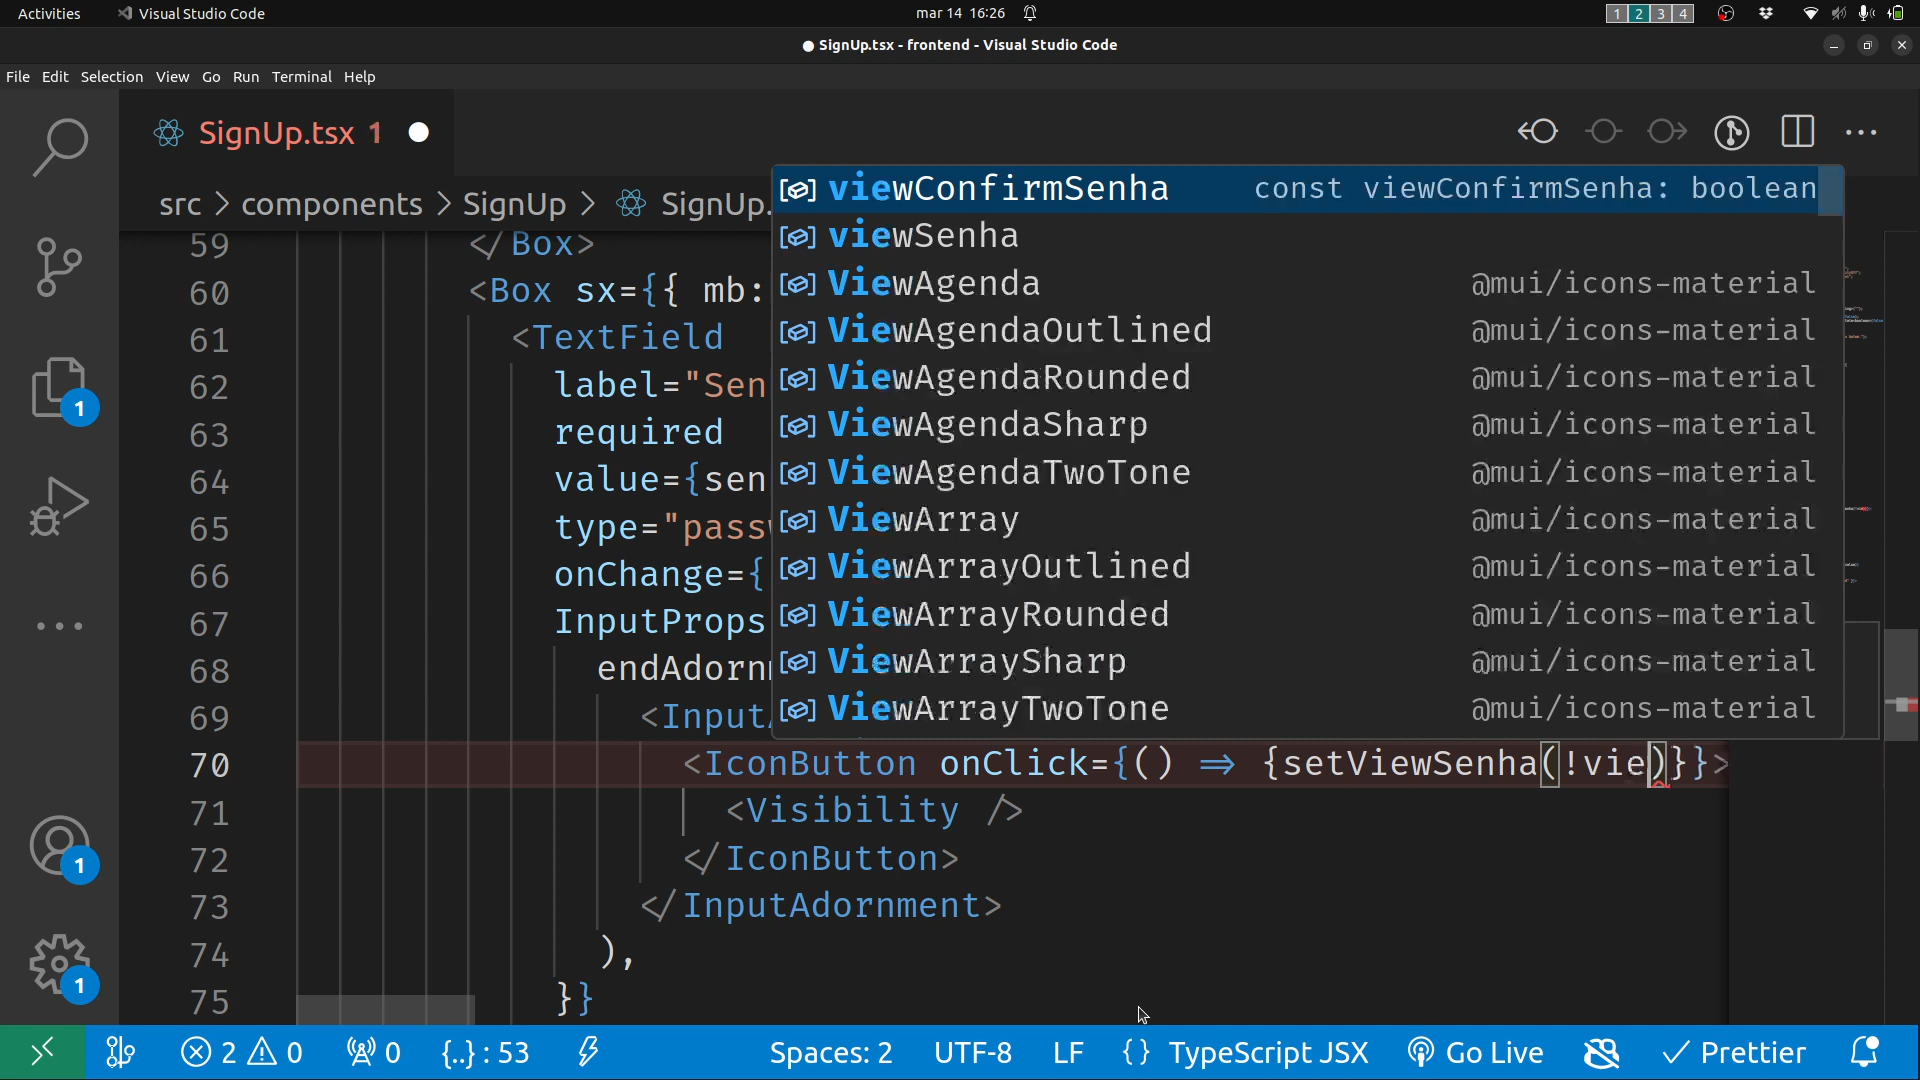 Activities Visual Studio Code mar 14 16:26 1 2 3 4
● SignUp.tsx - frontend - Visual Studio Code
File Edit Selection View Go Run Terminal Help
SignUp.tsx 1
src > components > SignUp > SignUp.
viewConfirmSenha const viewConfirmSenha: boolean
viewSenha
ViewAgenda @mui/icons-material
ViewAgendaOutlined @mui/icons-material
ViewAgendaRounded @mui/icons-material
ViewAgendaSharp @mui/icons-material
ViewAgendaTwoTone @mui/icons-material
ViewArray @mui/icons-material
ViewArrayOutlined @mui/icons-material
ViewArrayRounded @mui/icons-material
ViewArraySharp @mui/icons-material
ViewArrayTwoTone @mui/icons-material
59 </Box>
60 <Box sx={{ mb:
61 <TextField
62 label="Sen
63 required
64 value={sen
65 type="passw
66 onChange={
67 InputProps
68 endAdornm
69 <InputA
70 <IconButton onClick={() => {setViewSenha(!vie)}}>
71 <Visibility />
72 </IconButton>
73 </InputAdornment>
74 ),
75 }}
1
1
1
2 0 0 {..} : 53 Spaces: 2 UTF-8 LF {} TypeScript JSX Go Live Prettier